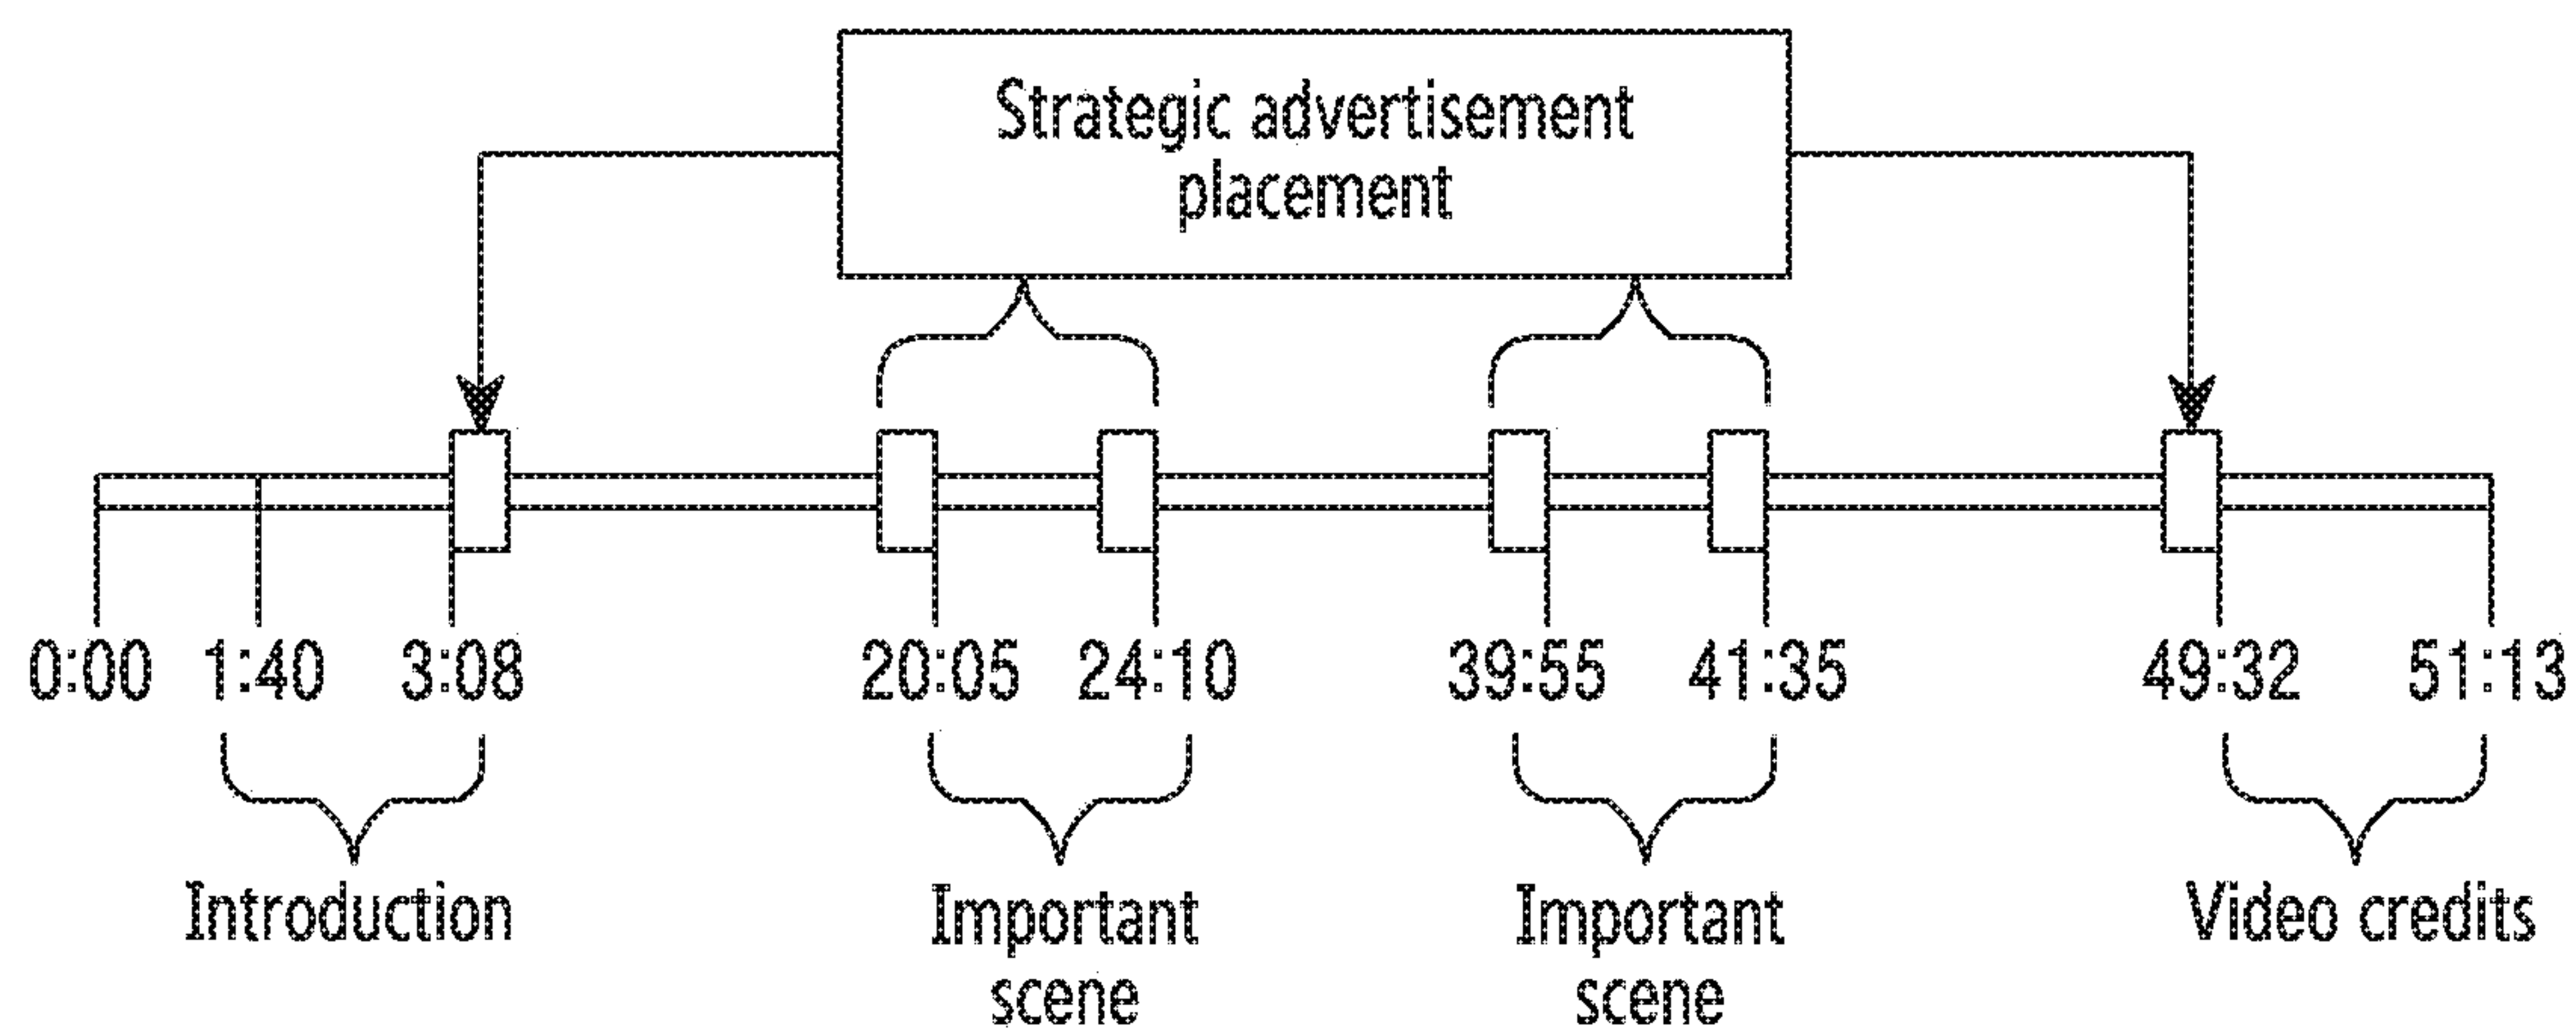 Strategic advertisement
placement
0:00 1:40 3:08 20:05 24:10 39:55 41:35 49:32 51:13
Introduction Important scene Important scene Video credits